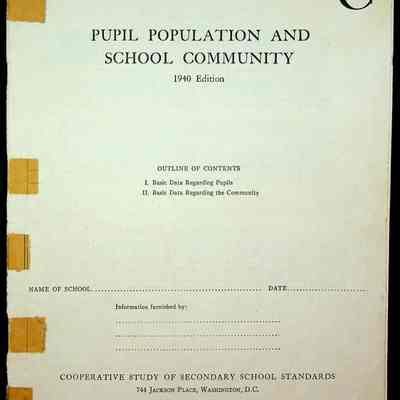 C
PUPIL POPULATION AND
SCHOOL COMMUNITY
1940 Edition
OUTLINE OF CONTENTS
I. Basic Data Regarding Pupils
II. Basic Data Regarding the Community
NAME OF SCHOOL DATE
Information furnished by:
COOPERATIVE STUDY OF SECONDARY SCHOOL STANDARDS
744 JACKSON PLACE, WASHINGTON, D.C.